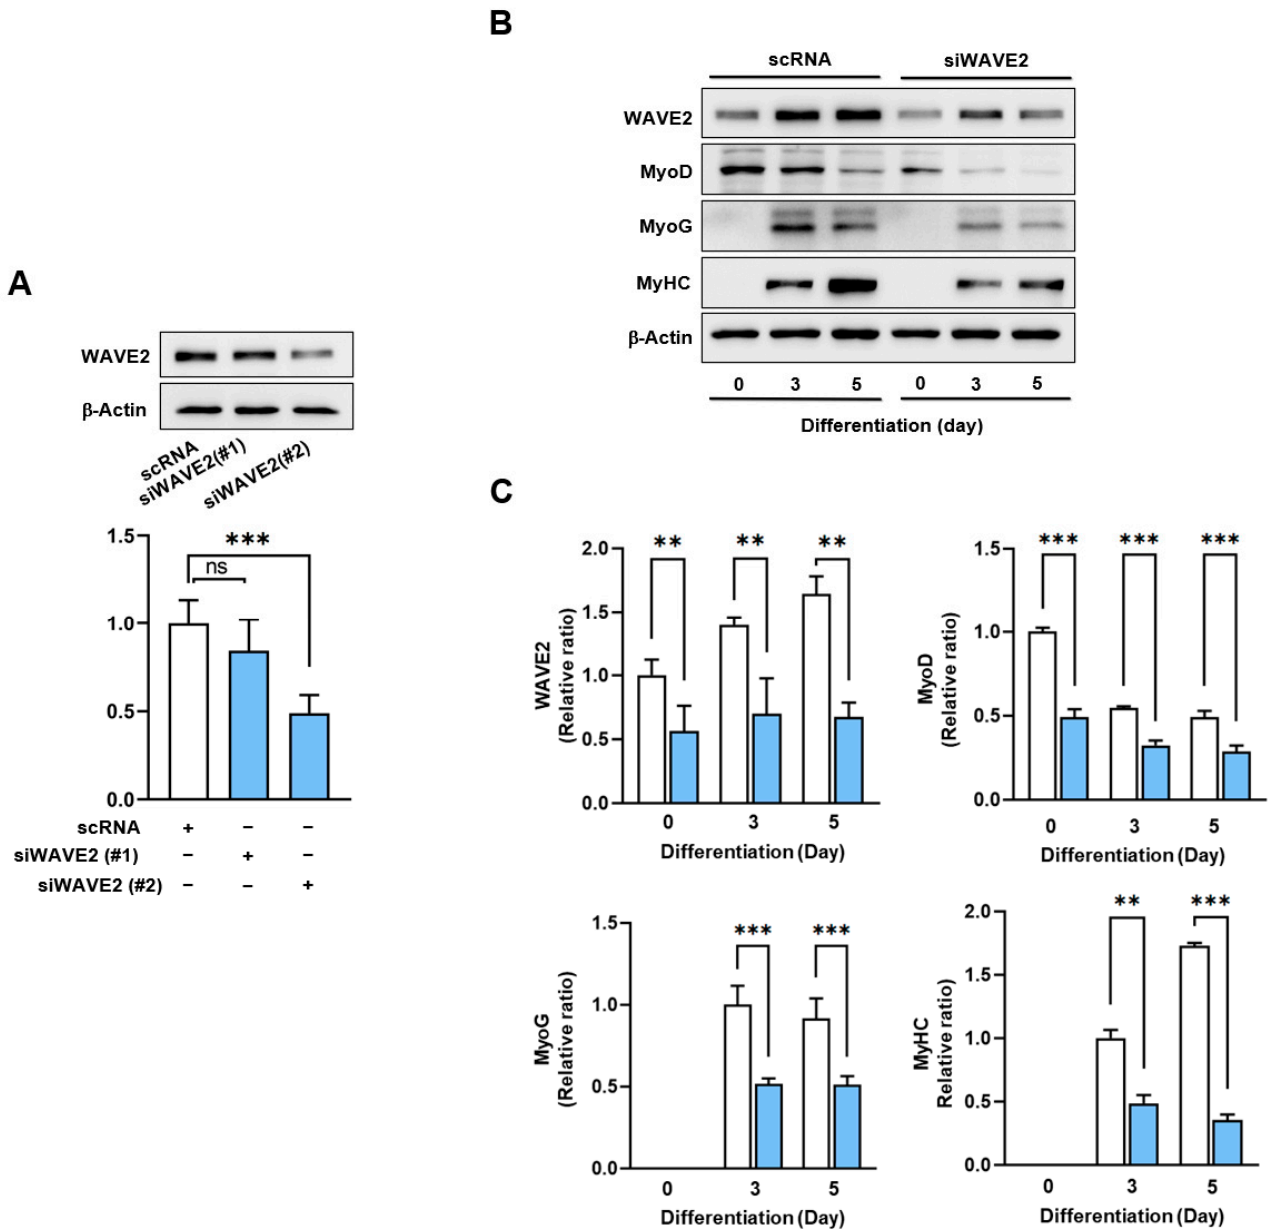 B
scRNA siWAVE2
WAVE2
MyoD
MyoG
MyHC
β-Actin
0 3 5 0 3 5
Differentiation (day)
A
WAVE2
β-Actin
scRNA
siWAVE2(#1)
siWAVE2(#2)
1.5
1.0
0.5
0.0
***
ns
scRNA + − −
siWAVE2 (#1) − + −
siWAVE2 (#2) − − +
C
WAVE2
(Relative ratio)
2.0
1.5
1.0
0.5
0.0
** ** **
0 3 5
Differentiation (Day)
MyoD
(Relative ratio)
1.5
1.0
0.5
0.0
*** *** ***
0 3 5
Differentiation (Day)
MyoG
(Relative ratio)
1.5
1.0
0.5
0.0
*** ***
0 3 5
Differentiation (Day)
MyHC
Relative ratio)
2.0
1.5
1.0
0.5
0.0
** ***
0 3 5
Differentiation (Day)